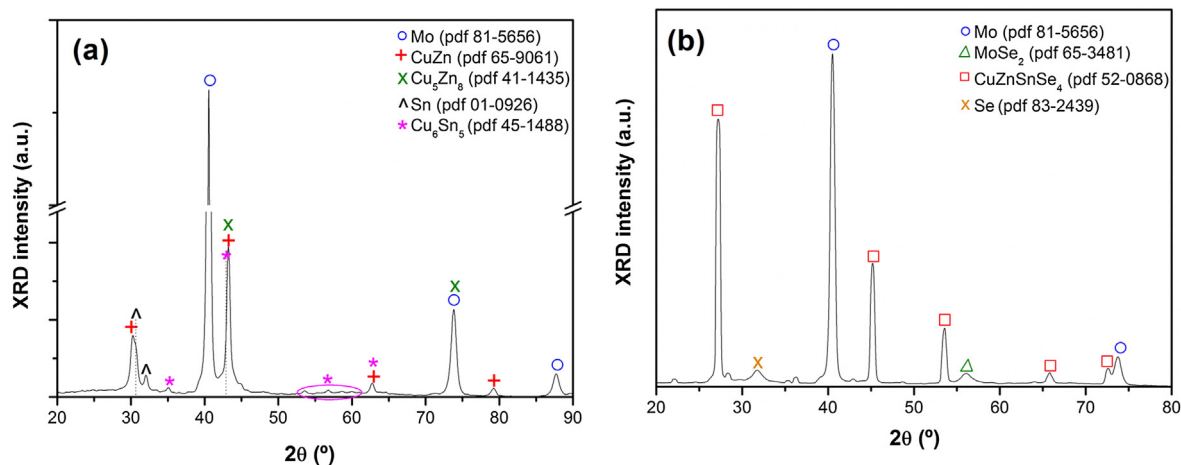 (a)
○ Mo (pdf 81-5656)
+ CuZn (pdf 65-9061)
x Cu₅Zn₈ (pdf 41-1435)
^ Sn (pdf 01-0926)
* Cu₆Sn₅ (pdf 45-1488)
XRD intensity (a.u.)
20 30 40 50 60 70 80 90
2θ (º)
(b)
○ Mo (pdf 81-5656)
△ MoSe₂ (pdf 65-3481)
□ CuZnSnSe₄ (pdf 52-0868)
x Se (pdf 83-2439)
XRD intensity (a.u.)
20 30 40 50 60 70 80
2θ (º)